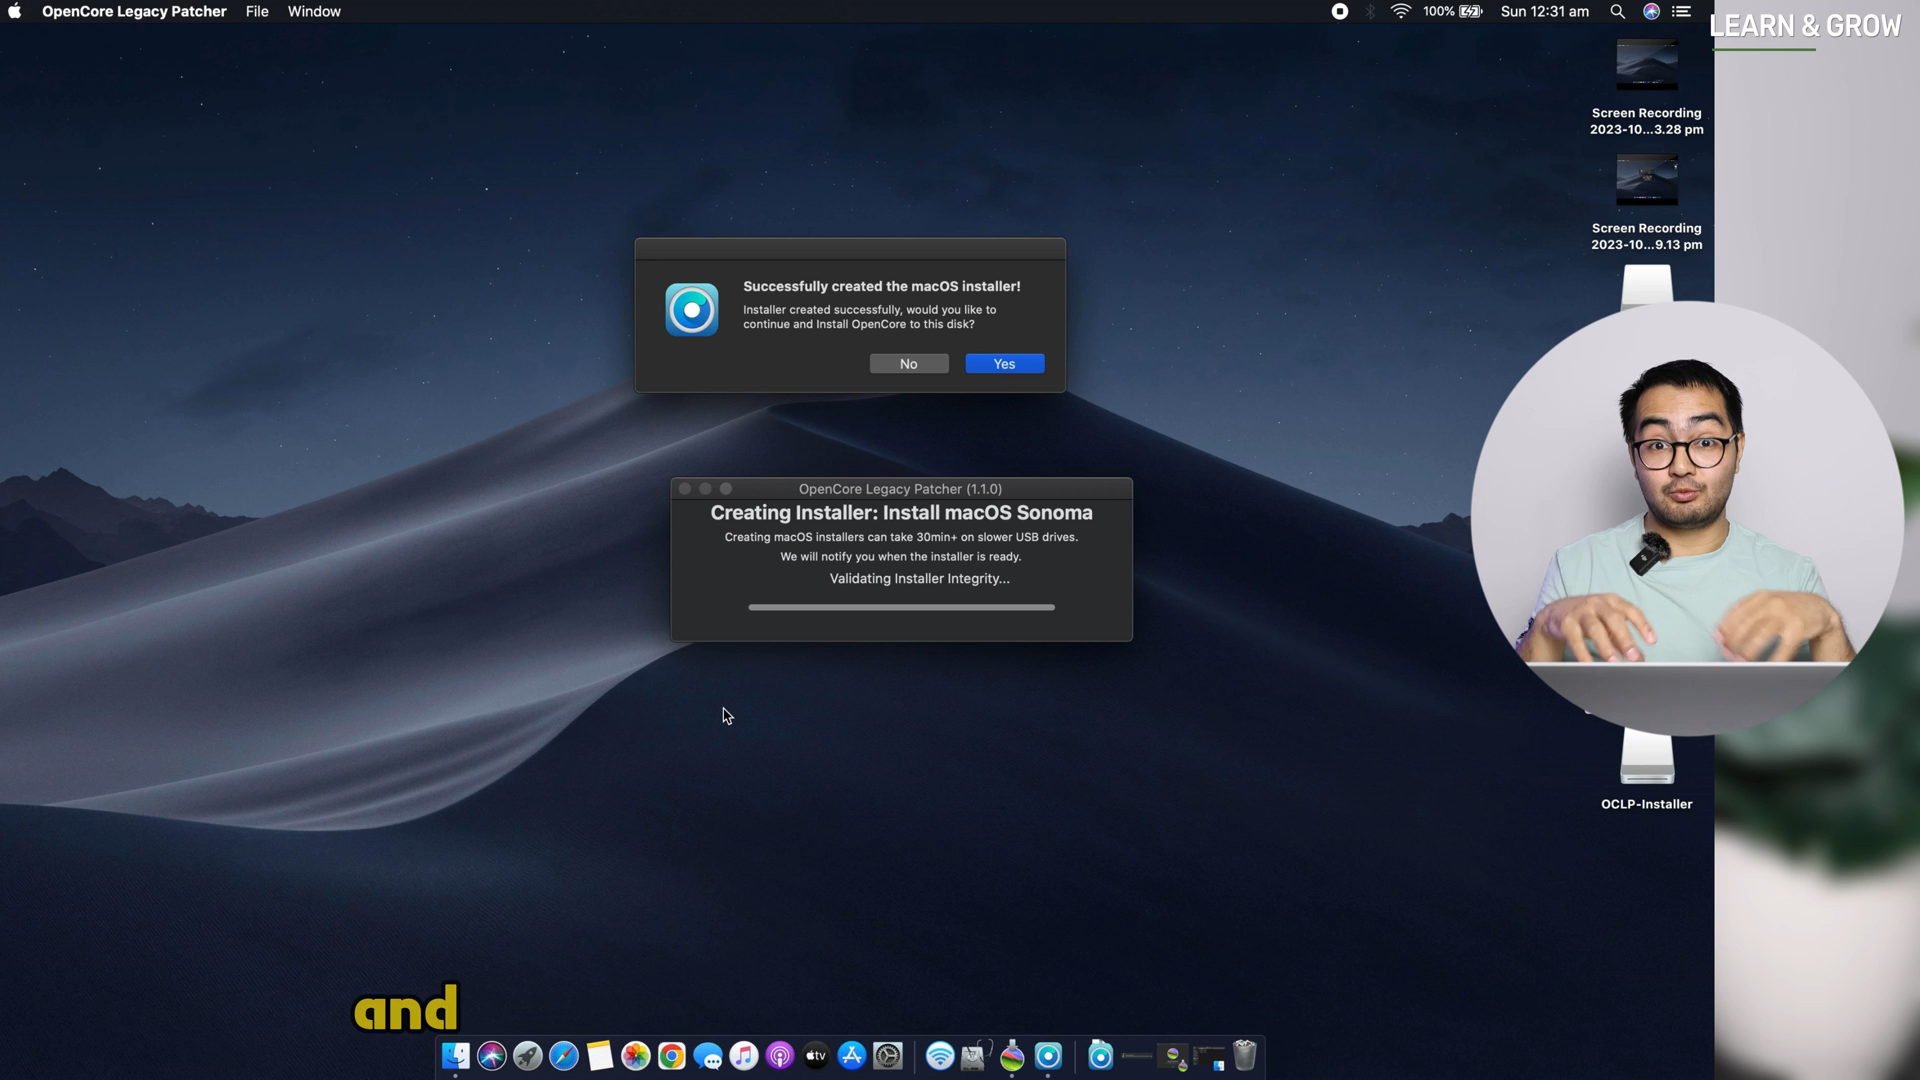 OpenCore Legacy Patcher File Window
100% Sun 12:31 am
LEARN & GROW
Screen Recording
2023-10...3.28 pm
Screen Recording
2023-10...9.13 pm
Successfully created the macOS installer!
Installer created successfully, would you like to
continue and Install OpenCore to this disk?
No Yes
OpenCore Legacy Patcher (1.1.0)
Creating Installer: Install macOS Sonoma
Creating macOS installers can take 30min+ on slower USB drives.
We will notify you when the installer is ready.
Validating Installer Integrity...
OCLP-Installer
and
tv